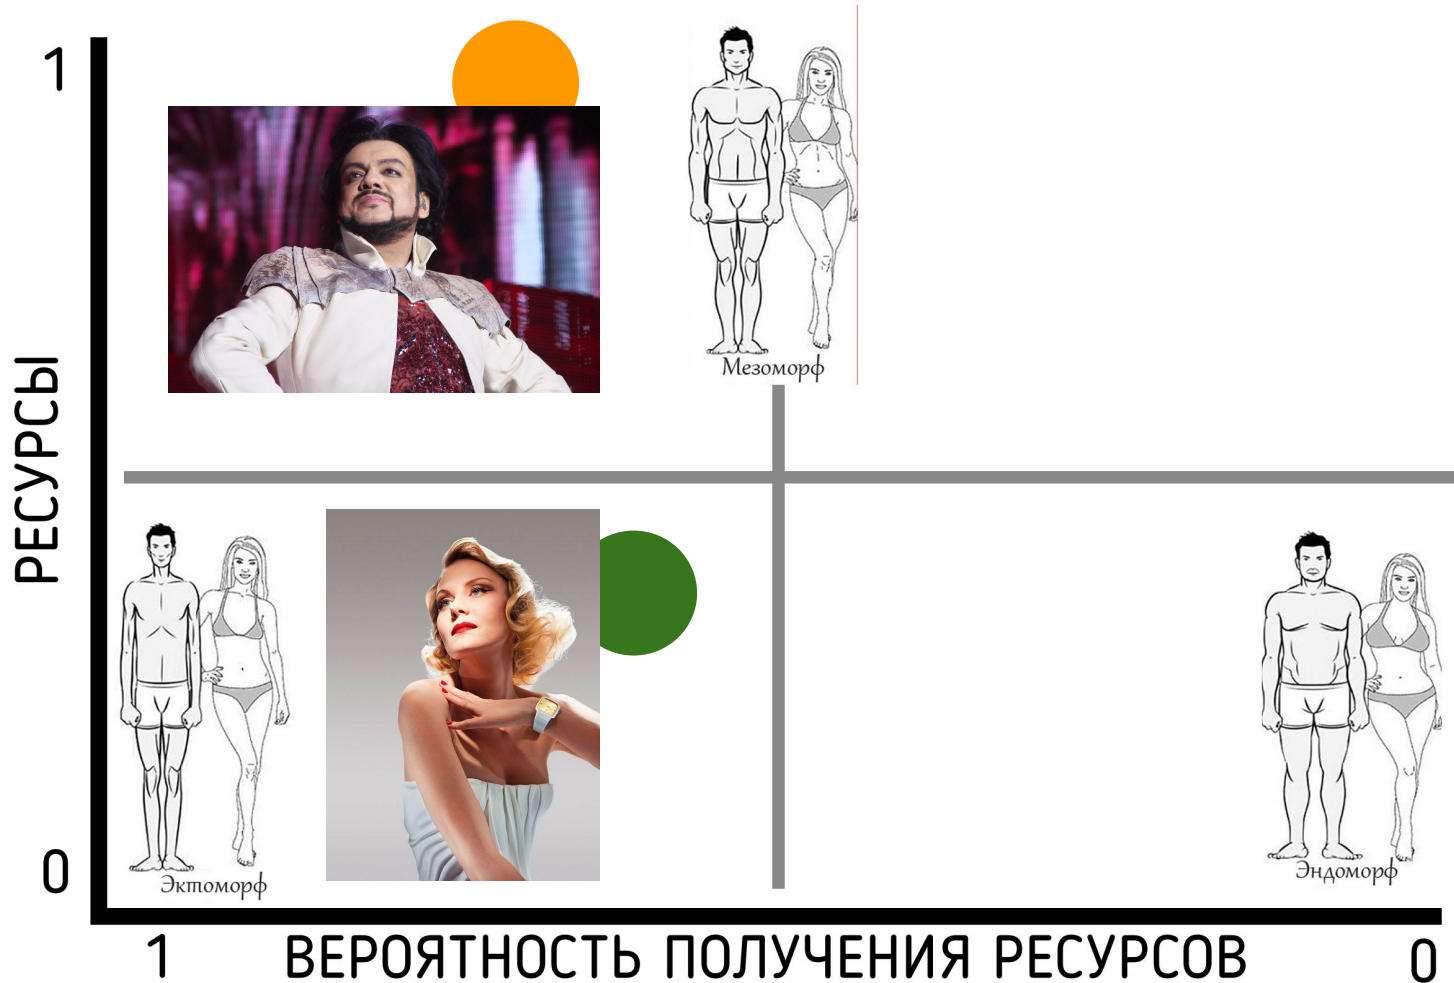 1
Мезоморф
РЕСУРСЫ
0
Эктоморф
Эндоморф
1
ВЕРОЯТНОСТЬ ПОЛУЧЕНИЯ РЕСУРСОВ
0